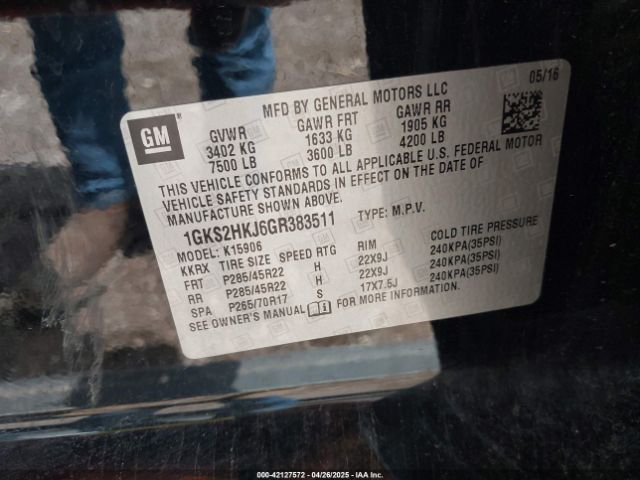 MFD BY GENERAL MOTORS LLC
05/16
GM
GVWR GAWR FRT GAWR RR
3402 KG 1633 KG 1905 KG
7500 LB 3600 LB 4200 LB
THIS VEHICLE CONFORMS TO ALL APPLICABLE U.S. FEDERAL MOTOR
VEHICLE SAFETY STANDARDS IN EFFECT ON THE DATE OF
MANUFACTURE SHOWN ABOVE.
1GKS2HKJ6GR383511 TYPE: M.P.V.
MODEL: K15906
KKRX TIRE SIZE SPEED RTG RIM COLD TIRE PRESSURE
FRT P285/45R22 H 22X9J 240KPA(35PSI)
RR P285/45R22 H 22X9J 240KPA(35PSI)
SPA P265/70R17 S 17X7.5J 240KPA(35PSI)
SEE OWNER'S MANUAL FOR MORE INFORMATION.
000-42127572 - 04/26/2025 - IAA Inc.